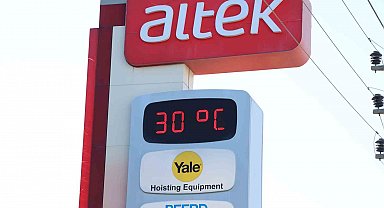 altek
30 °C
Yale
Hoisting Equipment